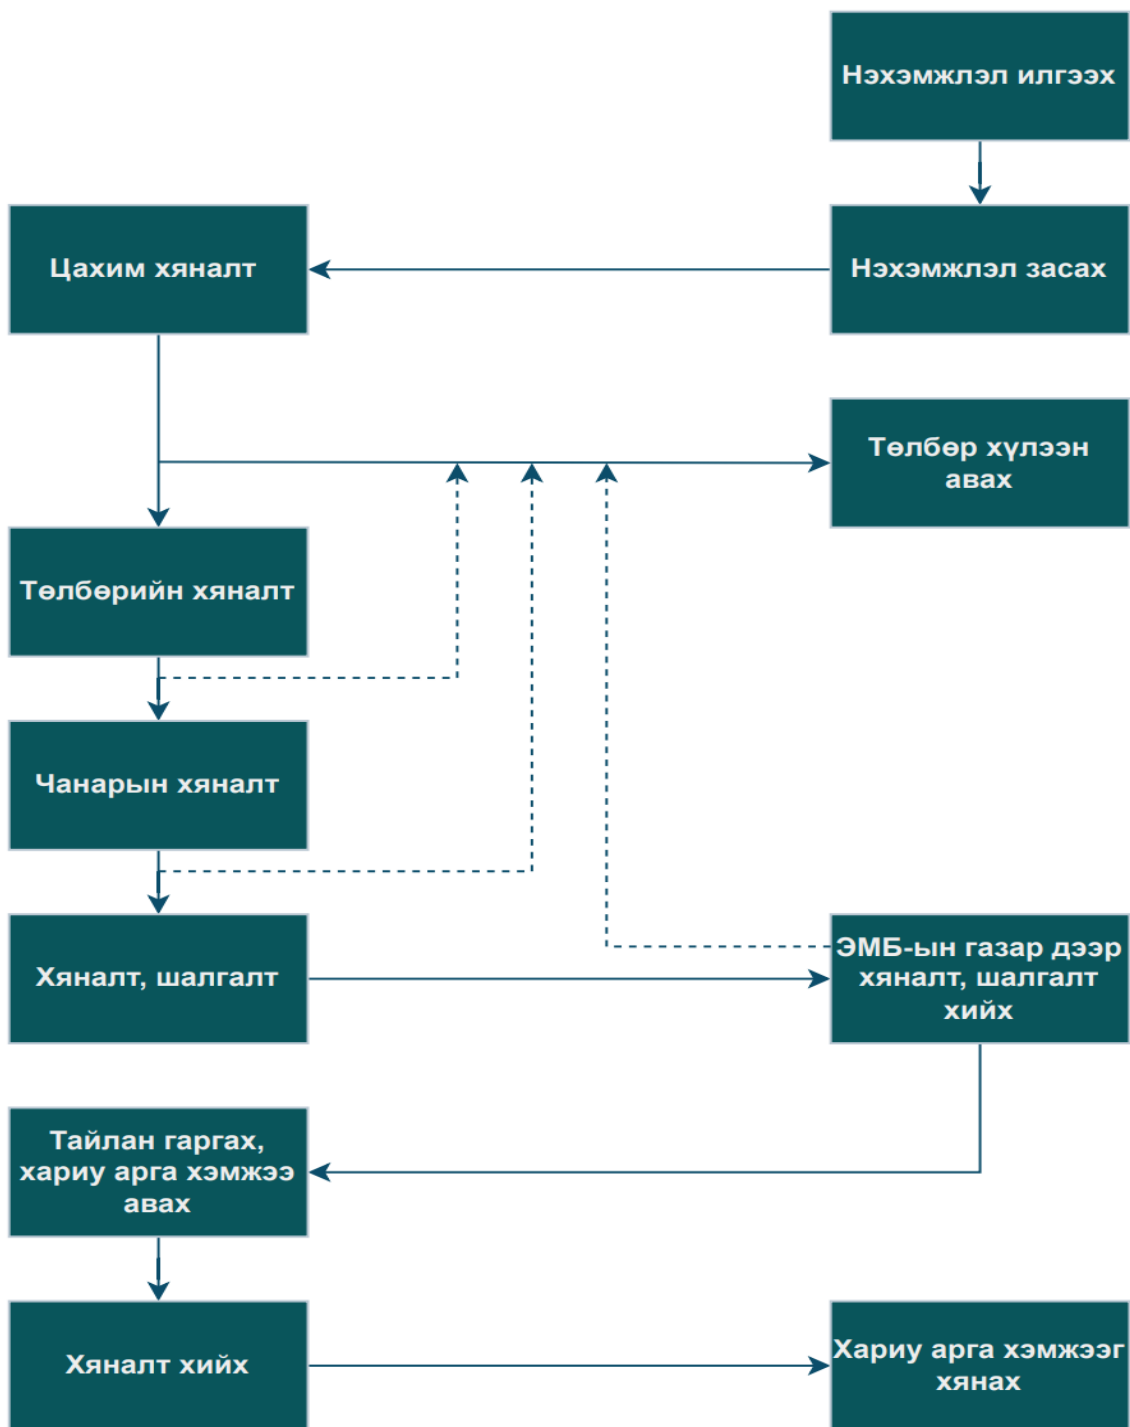 Нэхэмжлэл илгээх
Цахим хяналт
Нэхэмжлэл засах
Төлбөр хүлээн
авах
Төлбөрийн хяналт
Чанарын хяналт
Хяналт, шалгалт
ЭМБ-ын газар дээр
хяналт, шалгалт
хийх
Тайлан гаргах,
хариу арга хэмжээ
авах
Хяналт хийх
Хариу арга хэмжээг
хянах